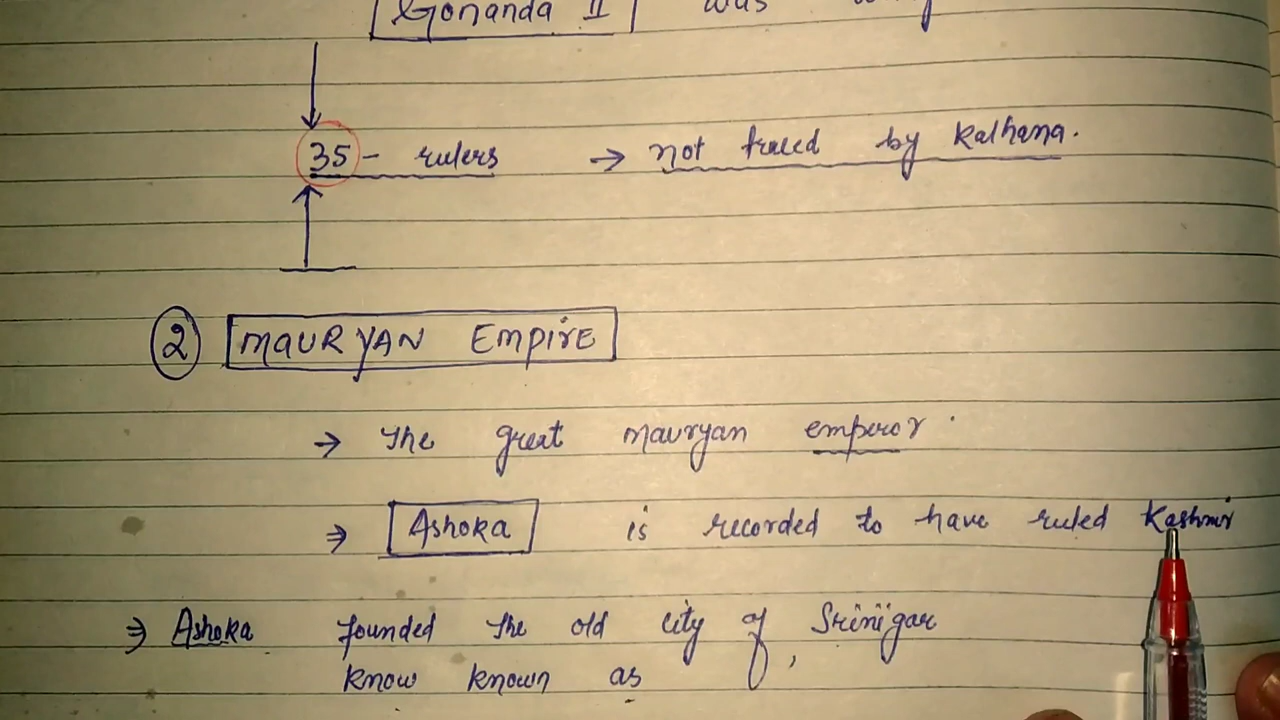 Gonanda II was
35 - rulers → not traced by Kalhana.
2 MAURYAN EMPIRE
→ The great mauryan emperor
⇒ Ashoka is recorded to have ruled Kashmir
⇒ Ashoka founded the old city of Srinigar,
know known as